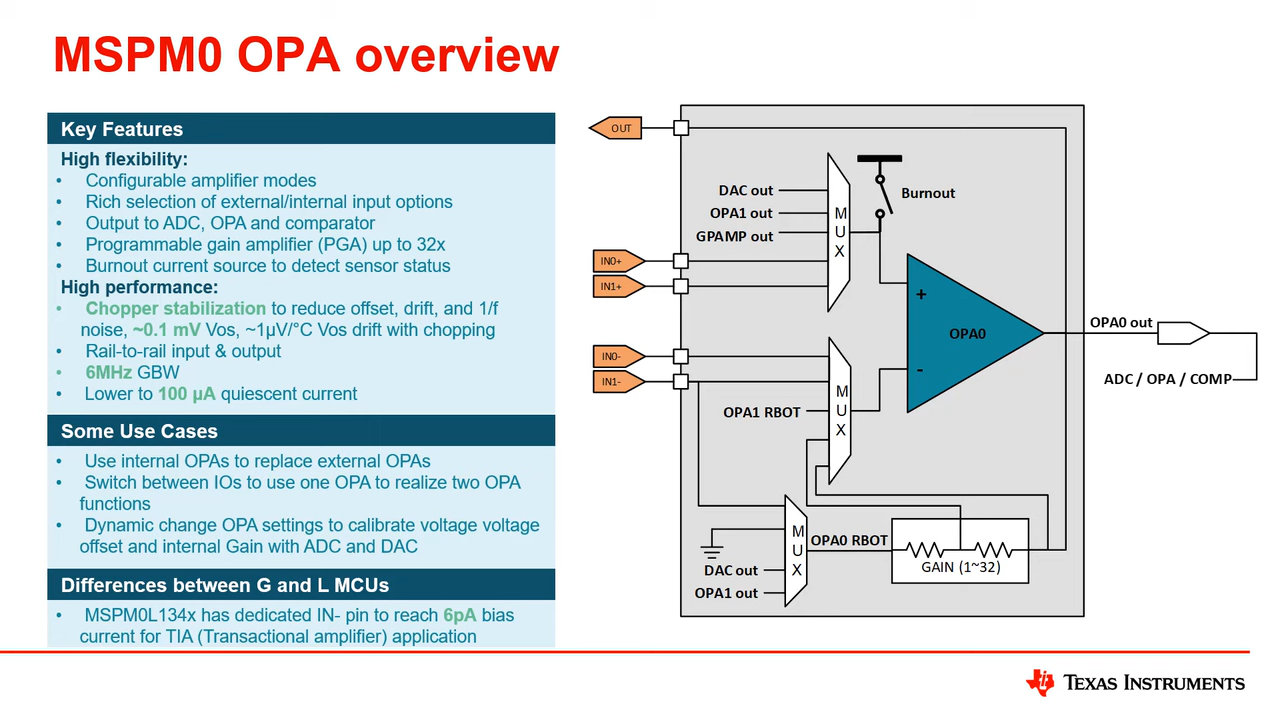 MSPM0 OPA overview
Key Features
High flexibility:
• Configurable amplifier modes
• Rich selection of external/internal input options
• Output to ADC, OPA and comparator
• Programmable gain amplifier (PGA) up to 32x
• Burnout current source to detect sensor status
High performance:
• Chopper stabilization to reduce offset, drift, and 1/f
noise, ~0.1 mV Vos, ~1µV/°C Vos drift with chopping
• Rail-to-rail input & output
• 6MHz GBW
• Lower to 100 µA quiescent current
Some Use Cases
• Use internal OPAs to replace external OPAs
• Switch between IOs to use one OPA to realize two OPA
functions
• Dynamic change OPA settings to calibrate voltage voltage
offset and internal Gain with ADC and DAC
Differences between G and L MCUs
• MSPM0L134x has dedicated IN- pin to reach 6pA bias
current for TIA (Transactional amplifier) application
OUT
DAC out
OPA1 out
GPAMP out
IN0+
IN1+
M
U
X
Burnout
+
-
OPA0
OPA0 out
ADC / OPA / COMP
IN0-
IN1-
OPA1 RBOT
M
U
X
M
U
X
DAC out
OPA1 out
OPA0 RBOT
GAIN (1~32)
TEXAS INSTRUMENTS